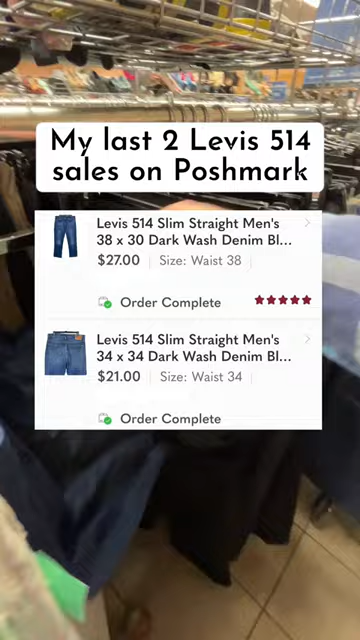 My last 2 Levis 514
sales on Poshmark
Levis 514 Slim Straight Men's
38 x 30 Dark Wash Denim Bl...
$27.00 Size: Waist 38
Order Complete
Levis 514 Slim Straight Men's
34 x 34 Dark Wash Denim Bl...
$21.00 Size: Waist 34
Order Complete